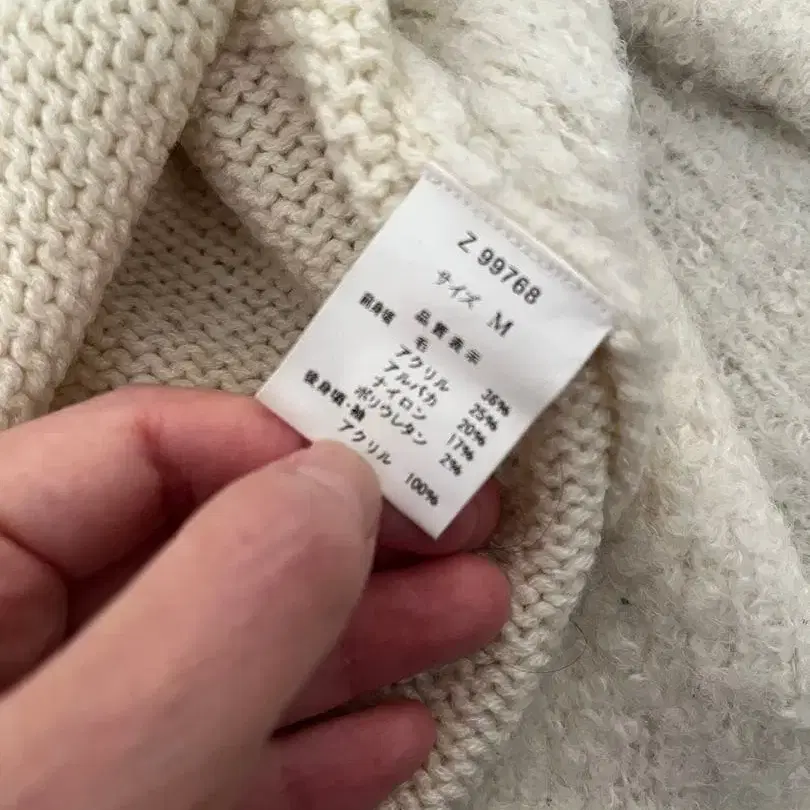 Z 99768
サイズ M
品質表示
前身頃 毛 36%
アクリル 25%
アルパカ 20%
ナイロン 17%
ポリウレタン 2%
後身頃・袖
アクリル 100%